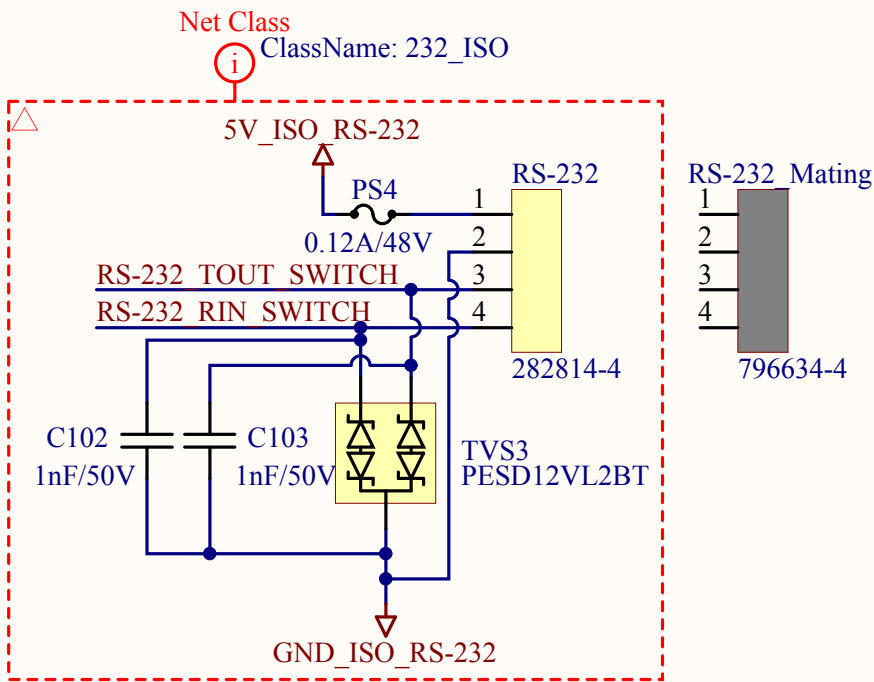 Net Class
ClassName: 232_ISO
i
5V_ISO_RS-232
RS-232
RS-232_Mating
PS4
0.12A/48V
1
2
3
4
1
2
3
4
RS-232_TOUT_SWITCH
RS-232_RIN_SWITCH
282814-4
796634-4
C102
1nF/50V
C103
1nF/50V
TVS3
PESD12VL2BT
GND_ISO_RS-232